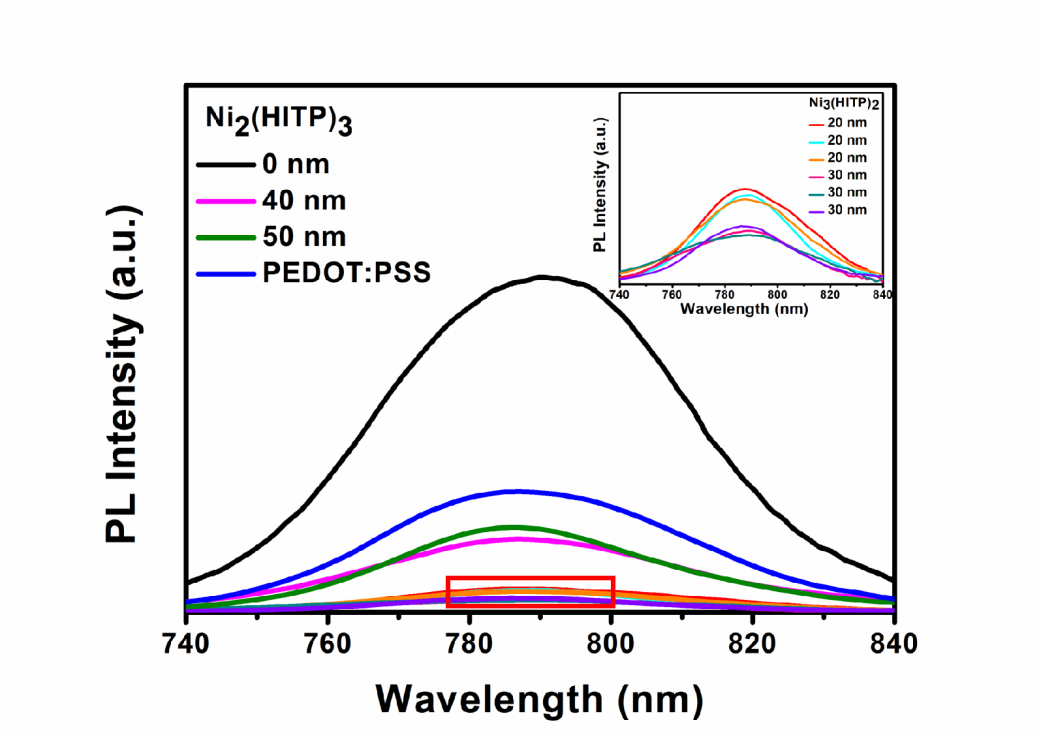 Ni2(HITP)3
0 nm
40 nm
50 nm
PEDOT:PSS
PL Intensity (a.u.)
740 760 780 800 820 840
Wavelength (nm)
Ni3(HITP)2
20 nm
20 nm
20 nm
30 nm
30 nm
30 nm
PL Intensity (a.u.)
740 760 780 800 820 840
Wavelength (nm)